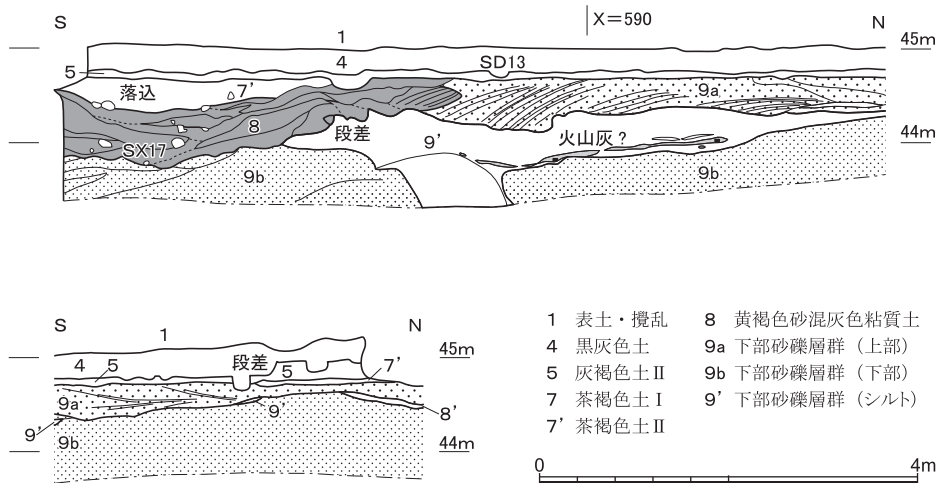 S
X=590
N
1
45m
4
SD13
5
落込
7'
9a
8
段差
9'
火山灰?
44m
SX17
9b
9b
S
N
1
段差
45m
4
5
5
7'
9a
9'
8'
9'
9b
44m
1 表土・攪乱
4 黒灰色土
5 灰褐色土Ⅱ
7 茶褐色土Ⅰ
7' 茶褐色土Ⅱ
8 黄褐色砂混灰色粘質土
9a 下部砂礫層群（上部）
9b 下部砂礫層群（下部）
9' 下部砂礫層群（シルト）
0
4m